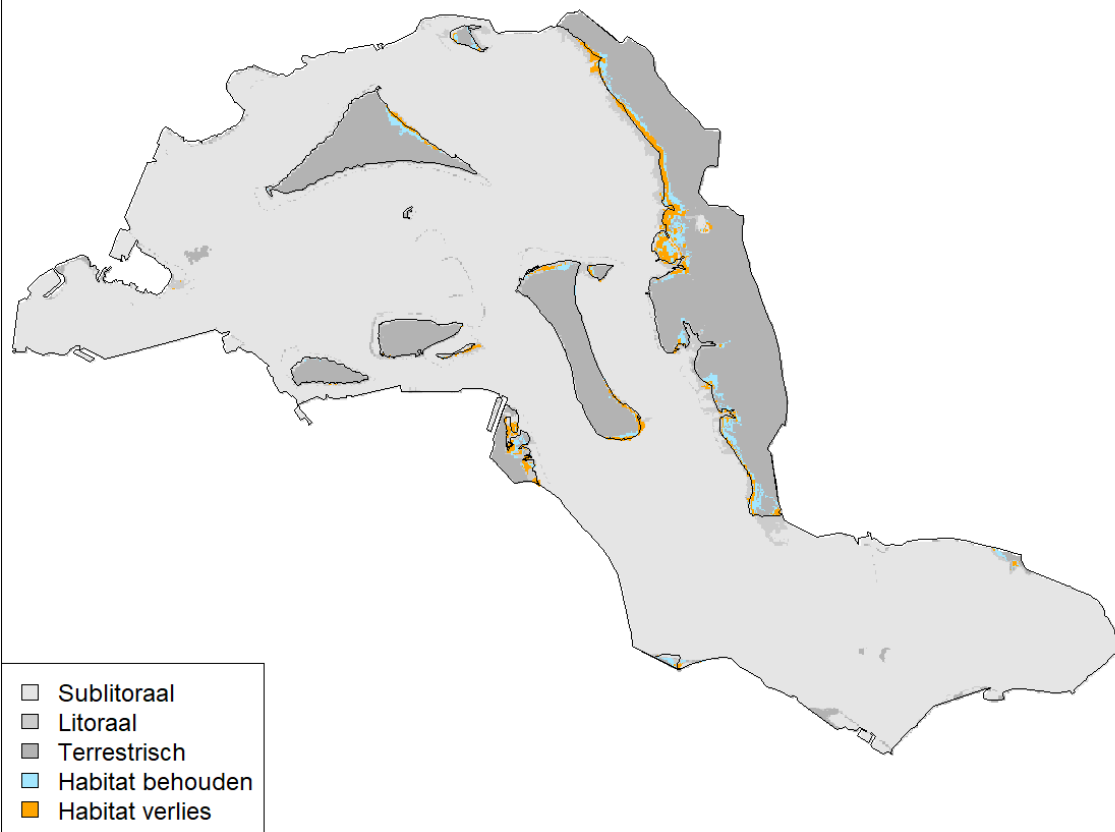 Sublitoraal
Litoraal
Terrestrisch
Habitat behouden
Habitat verlies